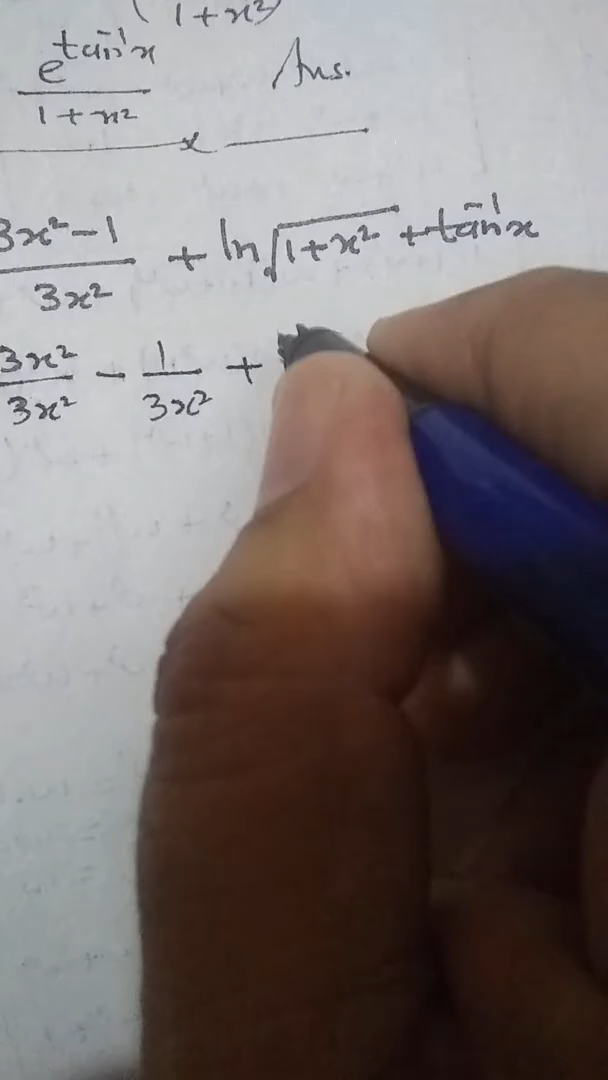 (1+x²)
e^tan⁻¹x / 1+x² Ans.
x
3x²-1 / 3x² + ln√1+x² + tan⁻¹x
3x²/3x² - 1/3x² +